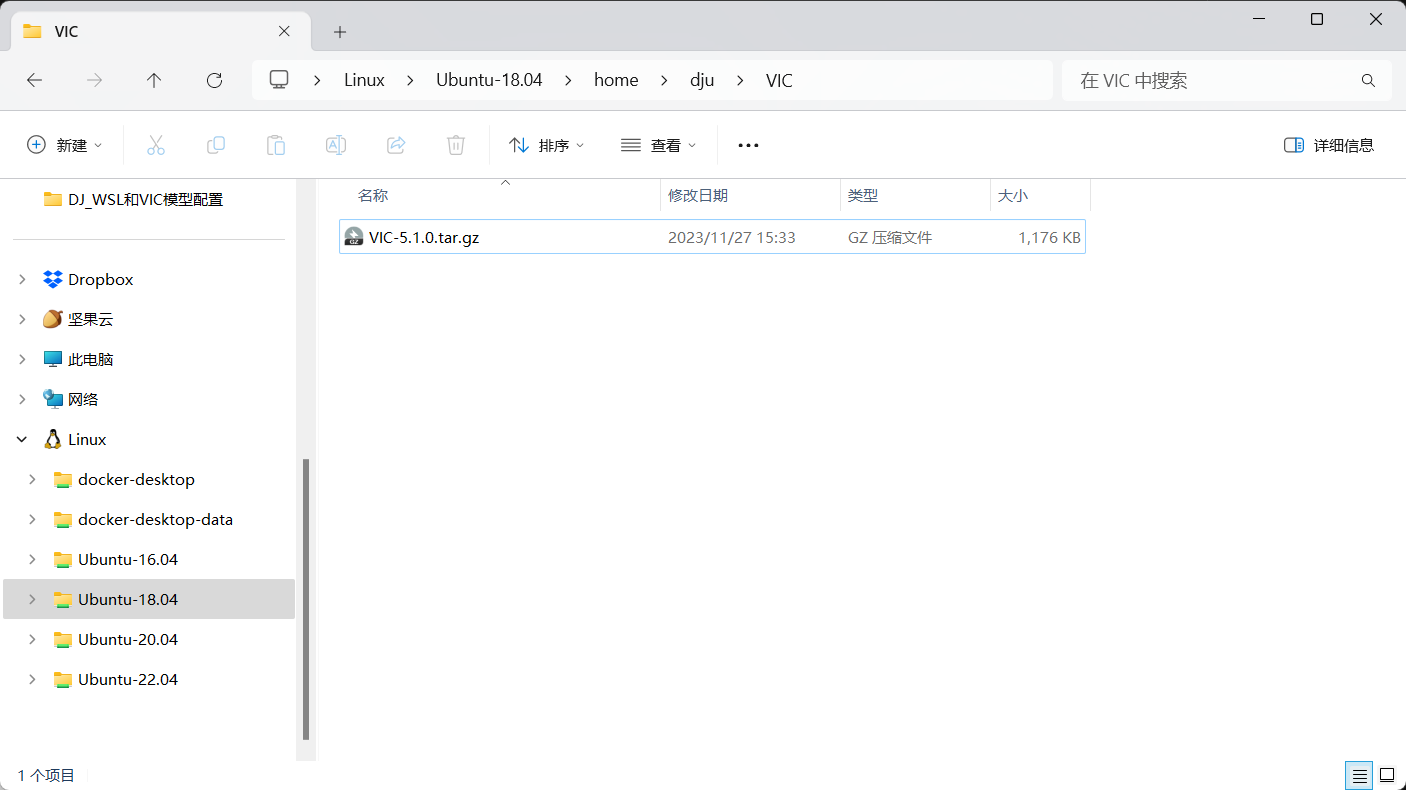 VIC
Linux
Ubuntu-18.04
home
dju
VIC
在 VIC 中搜索
新建
排序
查看
详细信息
DJ_WSL和VIC模型配置
Dropbox
坚果云
此电脑
网络
Linux
docker-desktop
docker-desktop-data
Ubuntu-16.04
Ubuntu-18.04
Ubuntu-20.04
Ubuntu-22.04
名称 修改日期 类型 大小
GZ VIC-5.1.0.tar.gz 2023/11/27 15:33 GZ 压缩文件 1,176 KB
1 个项目